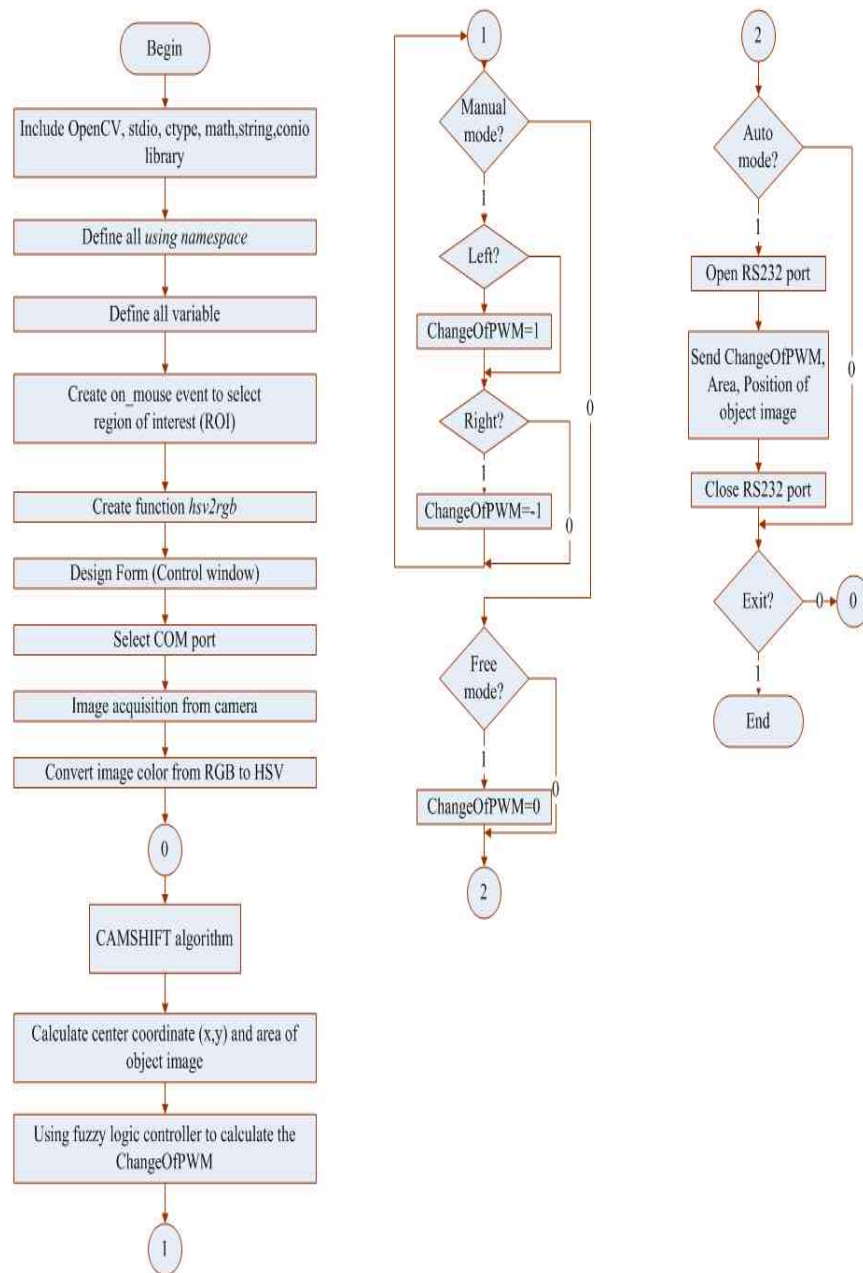 Begin
Include OpenCV, stdio, ctype, math,string,conio
library
Define all using namespace
Define all variable
Create on_mouse event to select
region of interest (ROI)
Create function hsv2rgb
Design Form (Control window)
Select COM port
Image acquisition from camera
Convert image color from RGB to HSV
0
CAMSHIFT algorithm
Calculate center coordinate (x,y) and area of
object image
Using fuzzy logic controller to calculate the
ChangeOfPWM
1
1
Manual
mode?
1
Left?
ChangeOfPWM=1
0
Right?
1
ChangeOfPWM=-1
0
Free
mode?
1
0
ChangeOfPWM=0
2
2
Auto
mode?
1
Open RS232 port
Send ChangeOfPWM,
Area, Position of
object image
0
Close RS232 port
Exit?
0
0
1
End